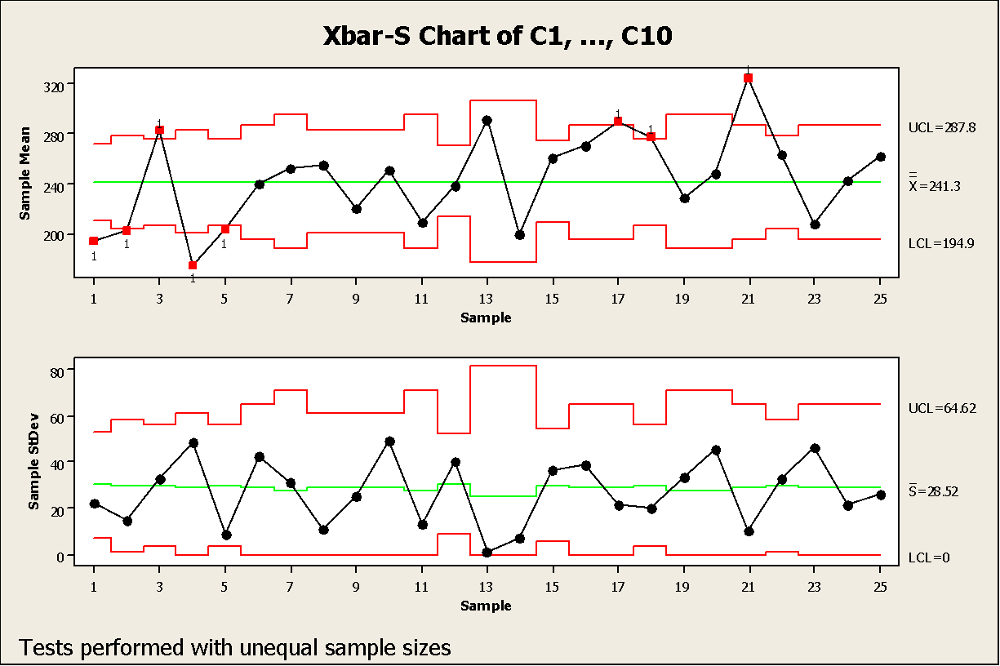 Xbar-S Chart of C1, ..., C10
320
280
240
200
Sample Mean
1
1
1
1
1
1
1
1
UCL=287.8
X=241.3
LCL=194.9
1 3 5 7 9 11 13 15 17 19 21 23 25
Sample
80
60
40
20
0
Sample StDev
UCL=64.62
S=28.52
LCL=0
1 3 5 7 9 11 13 15 17 19 21 23 25
Sample
Tests performed with unequal sample sizes